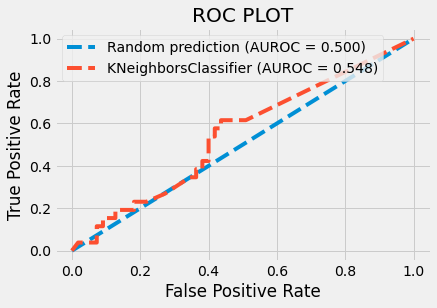 ROC PLOT
1.0
0.8
0.6
0.4
0.2
0.0
True Positive Rate
Random prediction (AUROC = 0.500)
KNeighborsClassifier (AUROC = 0.548)
0.0 0.2 0.4 0.6 0.8 1.0
False Positive Rate